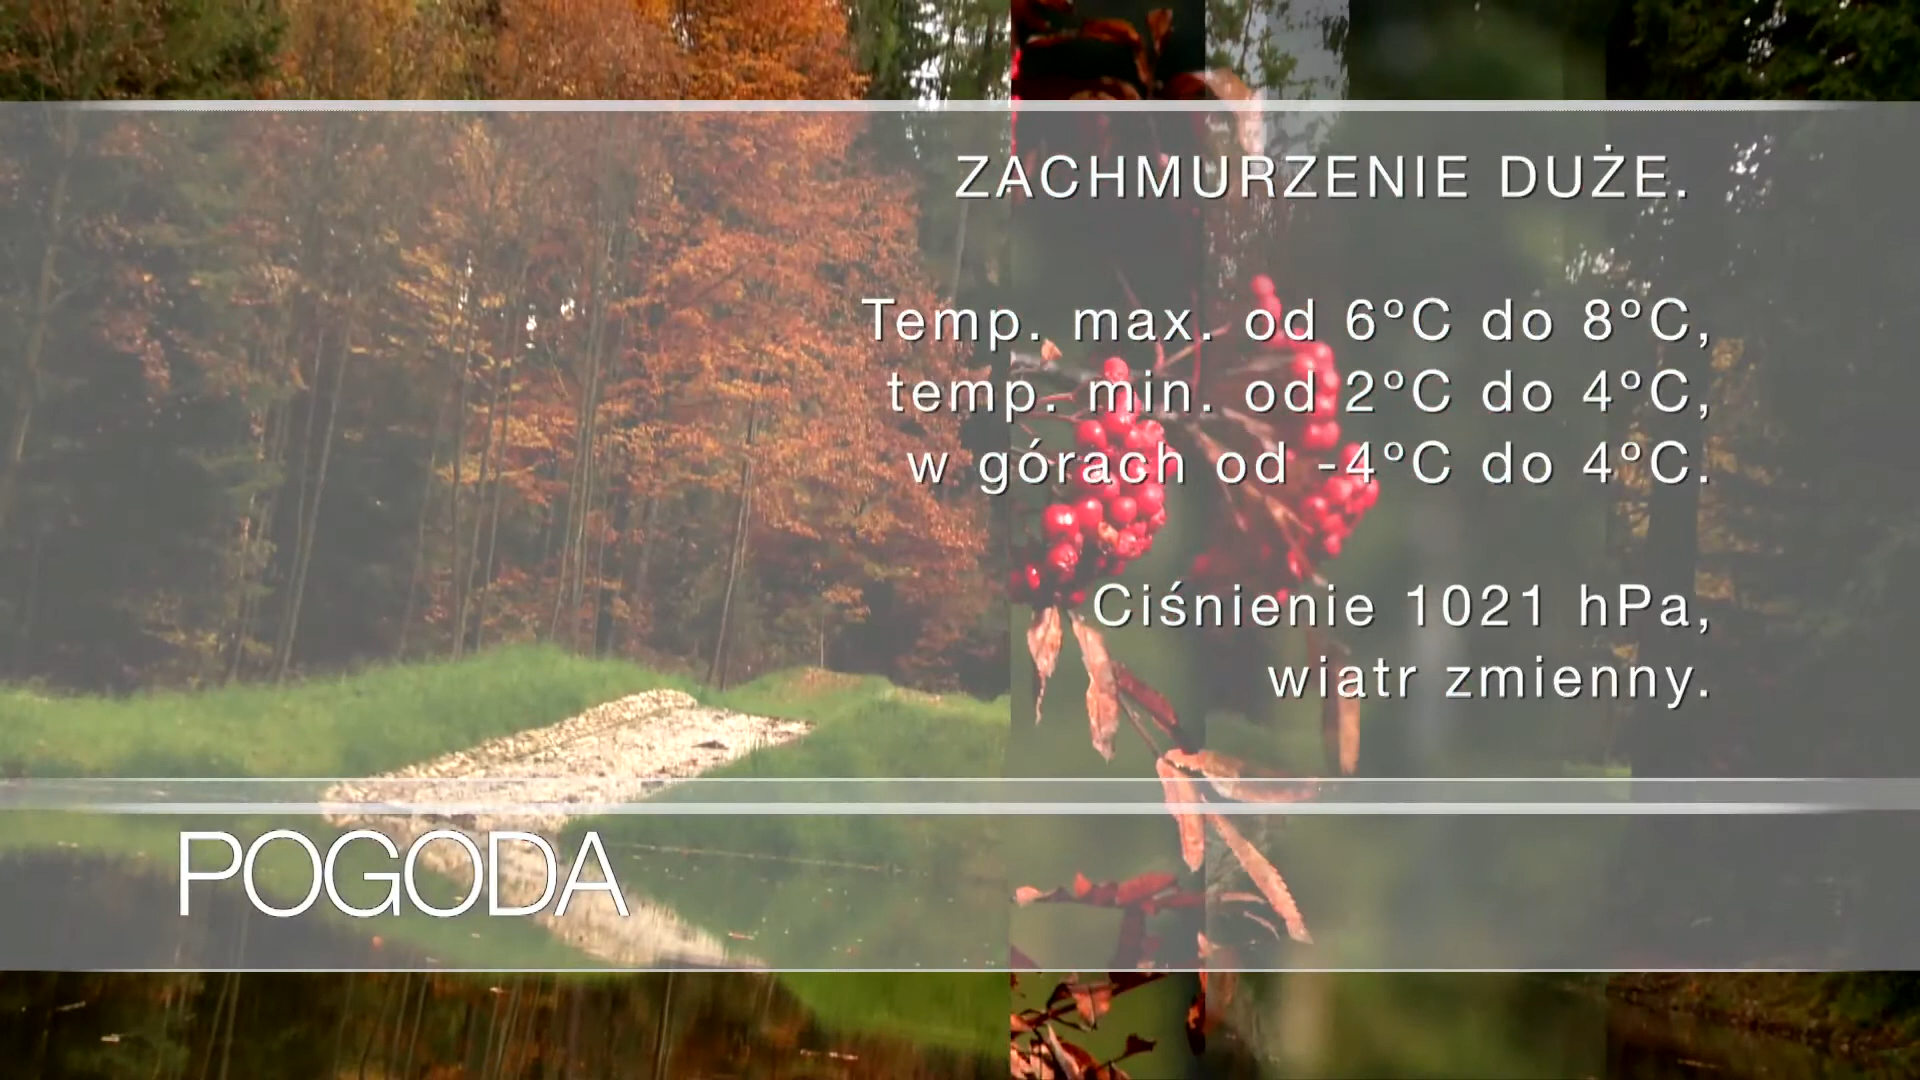 ZACHMURZENIE DUŻE.
Temp. max. od 6°C do 8°C,
temp. min. od 2°C do 4°C,
w górach od -4°C do 4°C.
Ciśnienie 1021 hPa,
wiatr zmienny.
POGODA